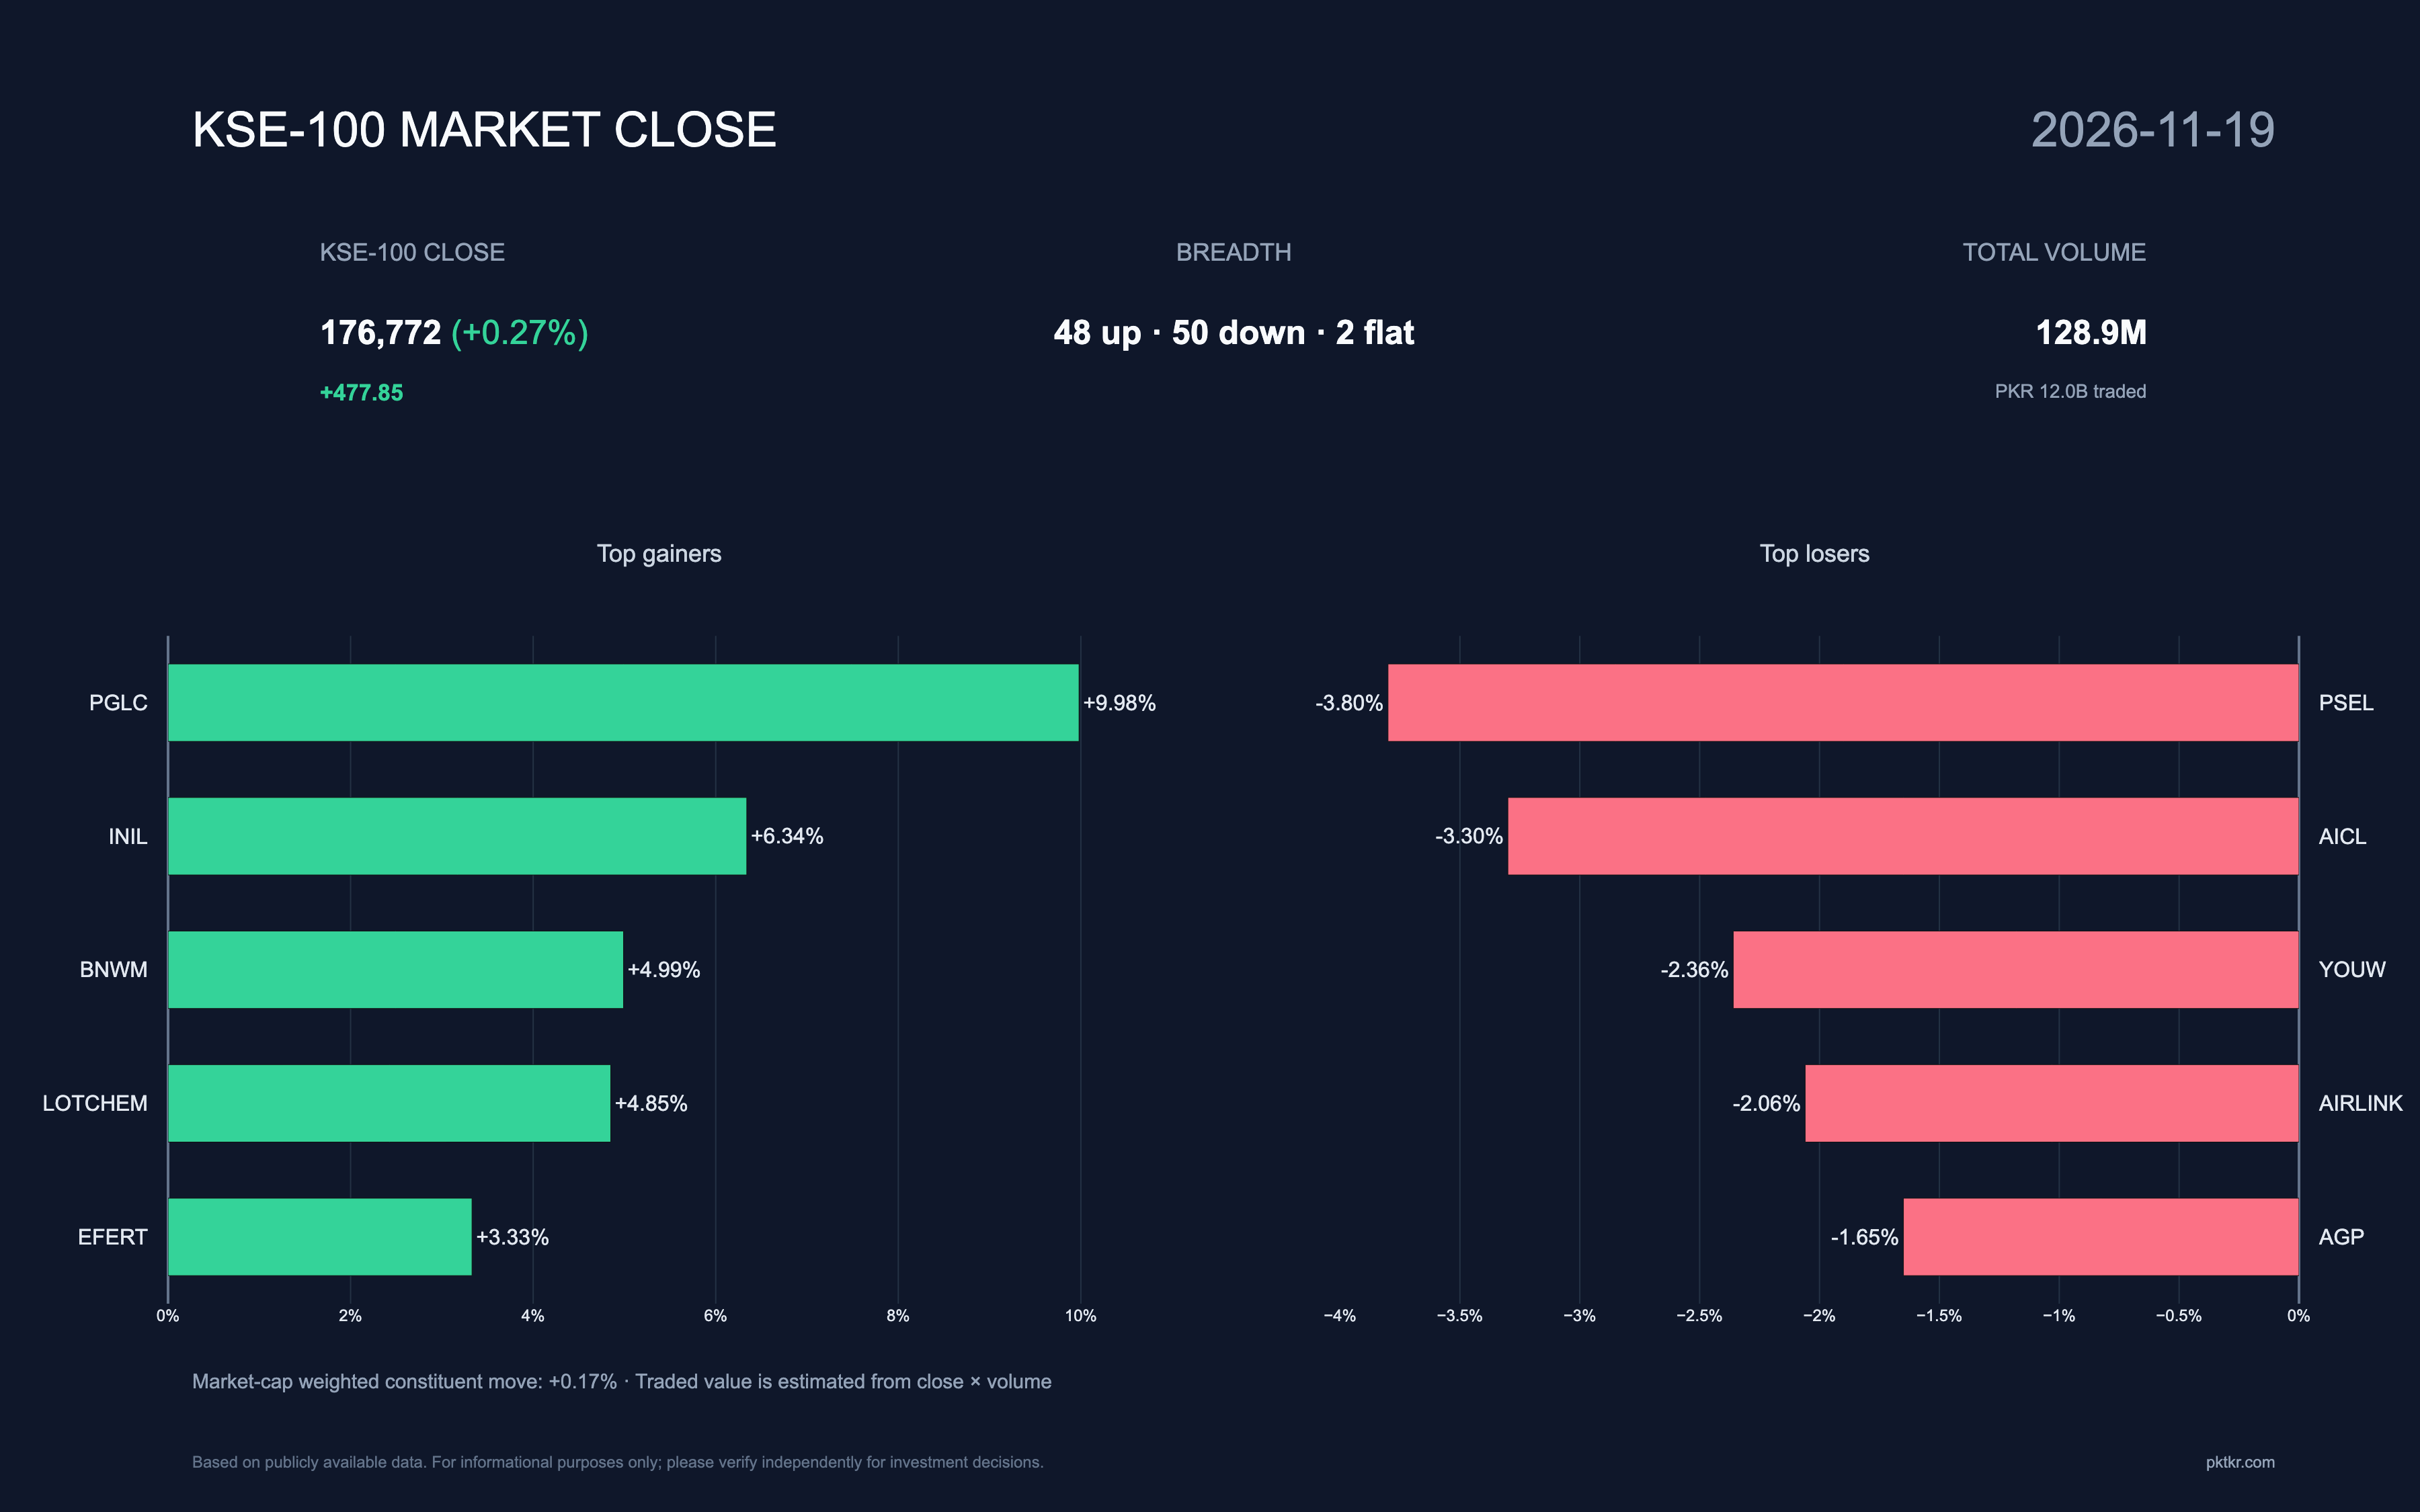 KSE-100 MARKET CLOSE
2026-11-19
KSE-100 CLOSE
176,772 (+0.27%)
+477.85
BREADTH
48 up · 50 down · 2 flat
TOTAL VOLUME
128.9M
PKR 12.0B traded
Top gainers
PGLC +9.98%
INIL +6.34%
BNWM +4.99%
LOTCHEM +4.85%
EFERT +3.33%
0% 2% 4% 6% 8% 10%
Top losers
-3.80% PSEL
-3.30% AICL
-2.36% YOUW
-2.06% AIRLINK
-1.65% AGP
−4% −3.5% −3% −2.5% −2% −1.5% −1% −0.5% 0%
Market-cap weighted constituent move: +0.17% · Traded value is estimated from close × volume
Based on publicly available data. For informational purposes only; please verify independently for investment decisions.
pktkr.com